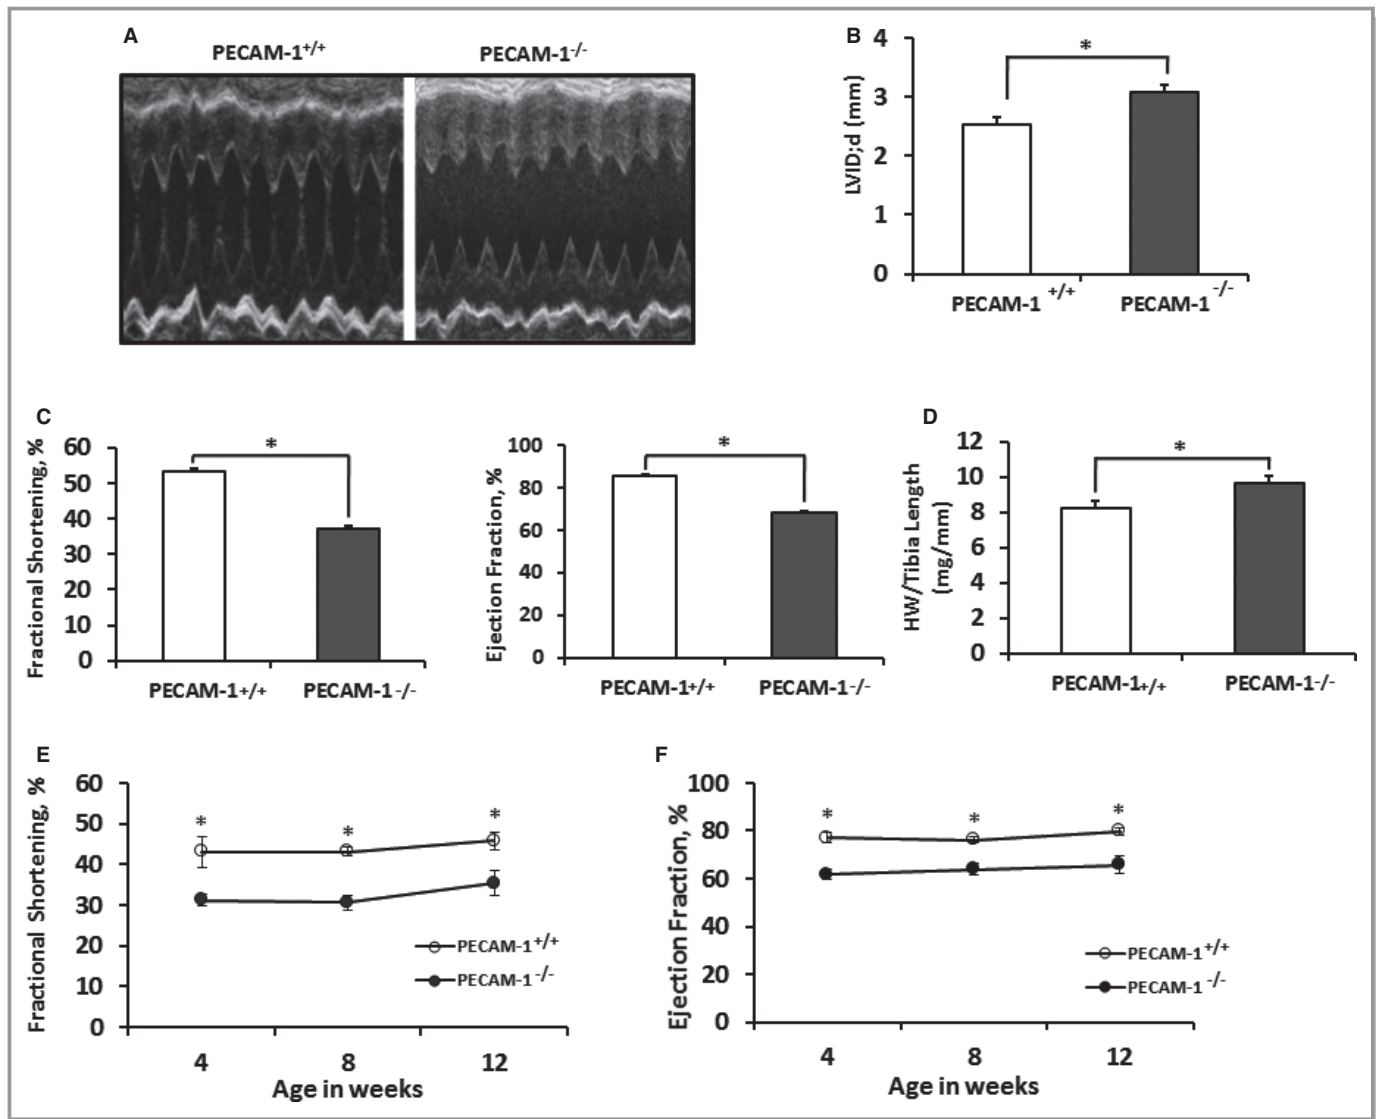 A
PECAM-1+/+
PECAM-1-/-
B
LVID;d (mm)
4
3
2
1
0
*
PECAM-1 +/+
PECAM-1 -/-
C
Fractional Shortening, %
60
50
40
30
20
10
0
*
PECAM-1+/+
PECAM-1-/-
Ejection Fraction, %
100
80
60
40
20
0
*
PECAM-1+/+
PECAM-1-/-
D
HW/Tibia Length
(mg/mm)
12
10
8
6
4
2
0
*
PECAM-1+/+
PECAM-1-/-
E
Fractional Shortening, %
60
50
40
30
20
10
0
* * *
PECAM-1+/+
PECAM-1-/-
4 8 12
Age in weeks
F
Ejection Fraction, %
100
80
60
40
20
0
* * *
PECAM-1+/+
PECAM-1 -/-
4 8 12
Age in weeks